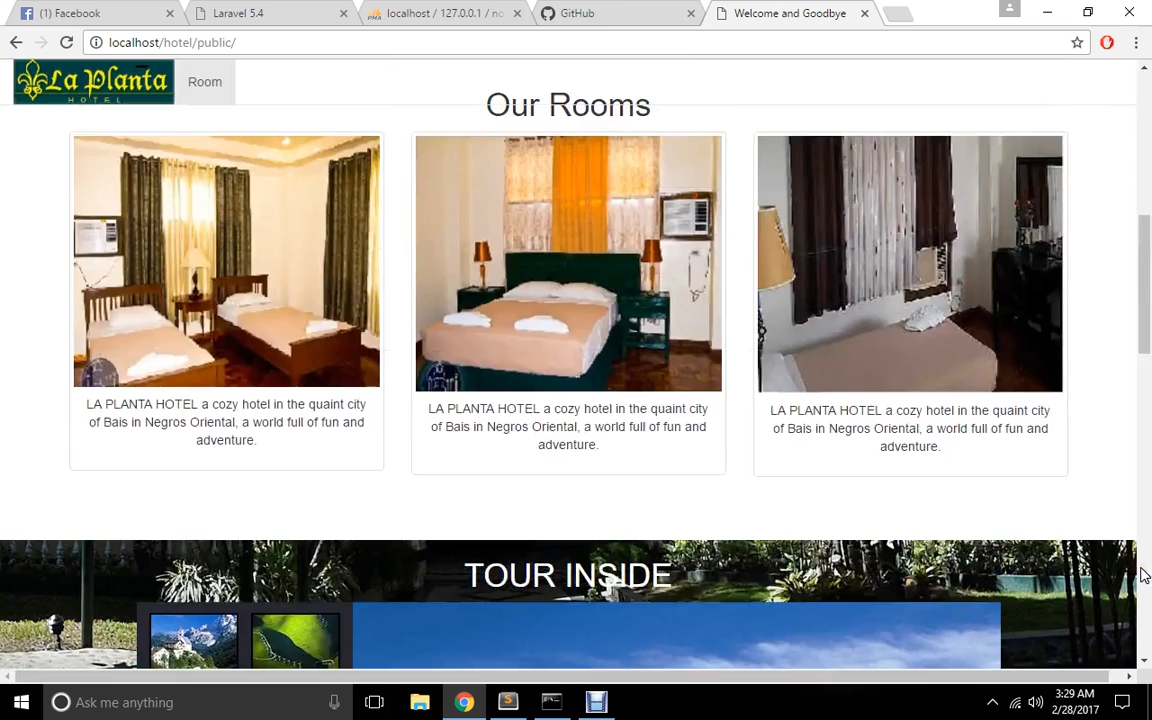 (1) Facebook
Laravel 5.4
localhost / 127.0.0.1 / no
GitHub
Welcome and Goodbye
localhost/hotel/public/
La Planta
HOTEL
Room
Our Rooms
LA PLANTA HOTEL a cozy hotel in the quaint city
of Bais in Negros Oriental, a world full of fun and
adventure.
LA PLANTA HOTEL a cozy hotel in the quaint city
of Bais in Negros Oriental, a world full of fun and
adventure.
LA PLANTA HOTEL a cozy hotel in the quaint city
of Bais in Negros Oriental, a world full of fun and
adventure.
TOUR INSIDE
Ask me anything
3:29 AM
2/28/2017